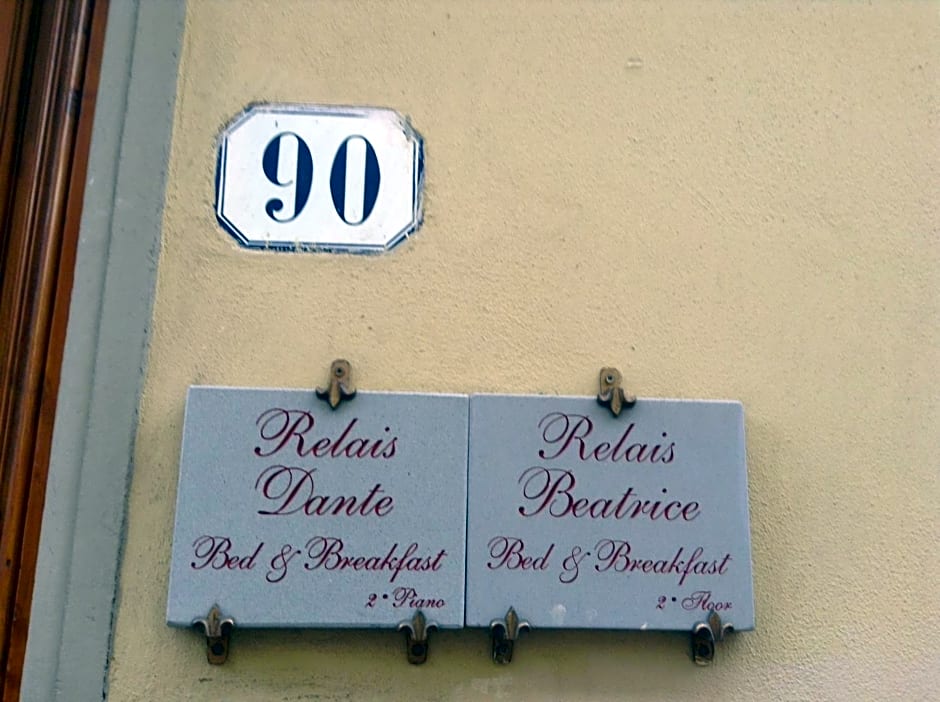 90
Relais
Dante
Bed & Breakfast
2° Piano
Relais
Beatrice
Bed & Breakfast
2° Floor